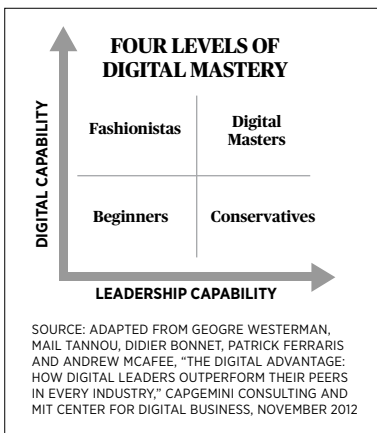 FOUR LEVELS OF
DIGITAL MASTERY
DIGITAL CAPABILITY
Fashionistas
Digital
Masters
Beginners
Conservatives
LEADERSHIP CAPABILITY
SOURCE: ADAPTED FROM GEOGRE WESTERMAN,
MAIL TANNOU, DIDIER BONNET, PATRICK FERRARIS
AND ANDREW MCAFEE, “THE DIGITAL ADVANTAGE:
HOW DIGITAL LEADERS OUTPERFORM THEIR PEERS
IN EVERY INDUSTRY,” CAPGEMINI CONSULTING AND
MIT CENTER FOR DIGITAL BUSINESS, NOVEMBER 2012